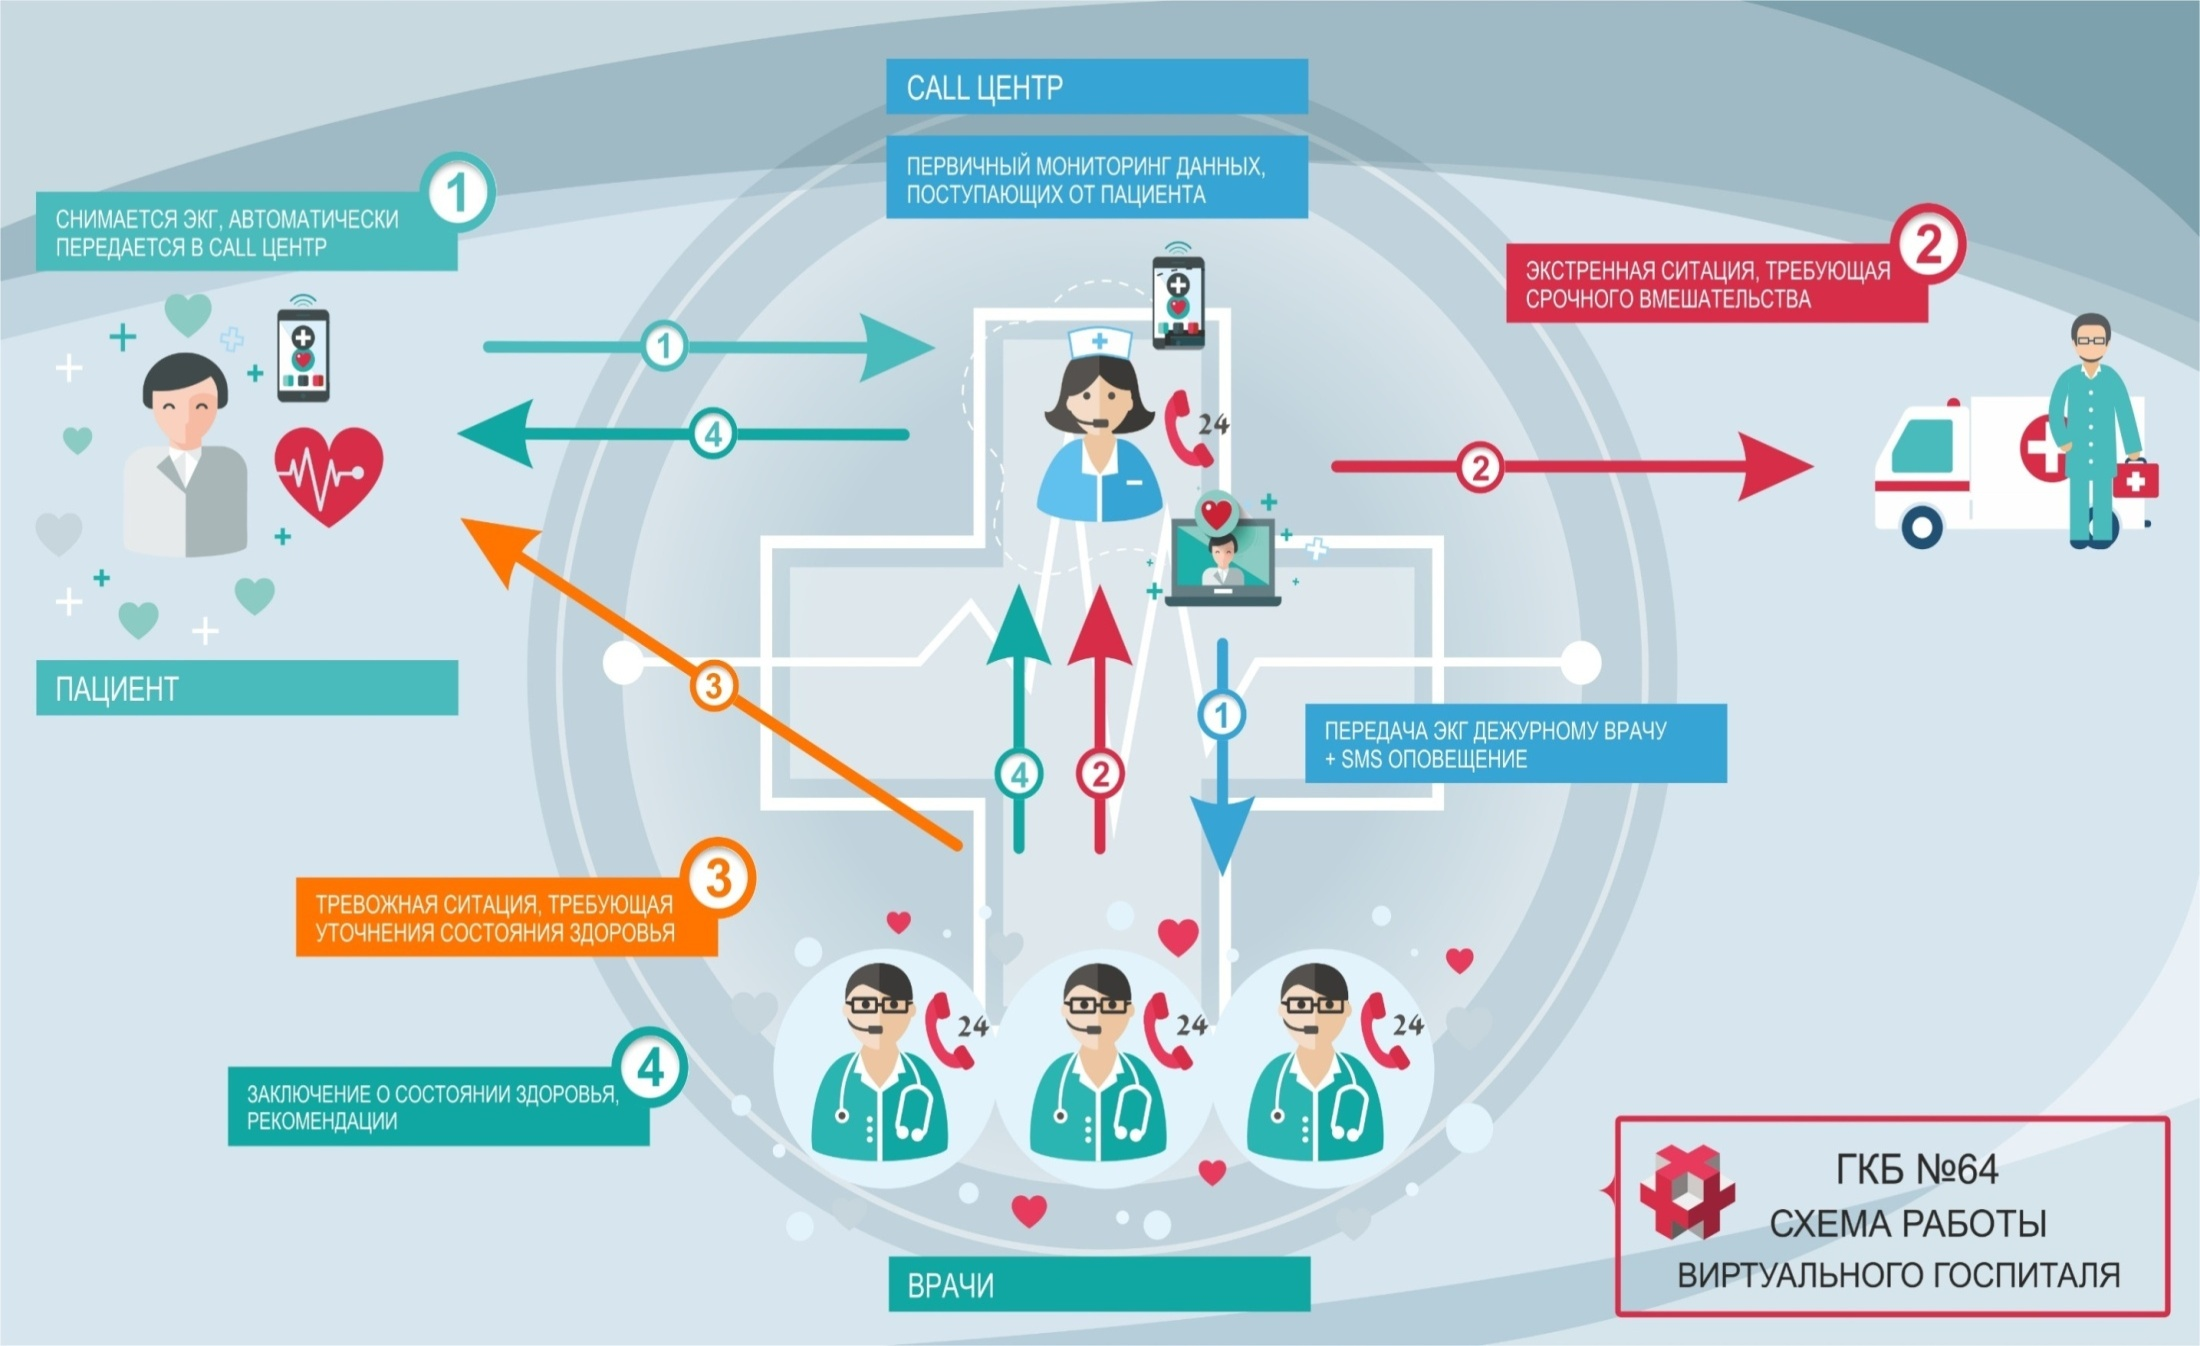 CALL ЦЕНТР
ПЕРВИЧНЫЙ МОНИТОРИНГ ДАННЫХ,
ПОСТУПАЮЩИХ ОТ ПАЦИЕНТА
1
СНИМАЕТСЯ ЭКГ, АВТОМАТИЧЕСКИ
ПЕРЕДАЕТСЯ В CALL ЦЕНТР
2
ЭКСТРЕННАЯ СИТАЦИЯ, ТРЕБУЮЩАЯ
СРОЧНОГО ВМЕШАТЕЛЬСТВА
1
4
24
2
ПАЦИЕНТ
3
1
4
2
ПЕРЕДАЧА ЭКГ ДЕЖУРНОМУ ВРАЧУ
+ SMS ОПОВЕЩЕНИЕ
3
ТРЕВОЖНАЯ СИТАЦИЯ, ТРЕБУЮЩАЯ
УТОЧНЕНИЯ СОСТОЯНИЯ ЗДОРОВЬЯ
24
24
24
4
ЗАКЛЮЧЕНИЕ О СОСТОЯНИИ ЗДОРОВЬЯ,
РЕКОМЕНДАЦИИ
ВРАЧИ
ГКБ №64
СХЕМА РАБОТЫ
ВИРТУАЛЬНОГО ГОСПИТАЛЯ